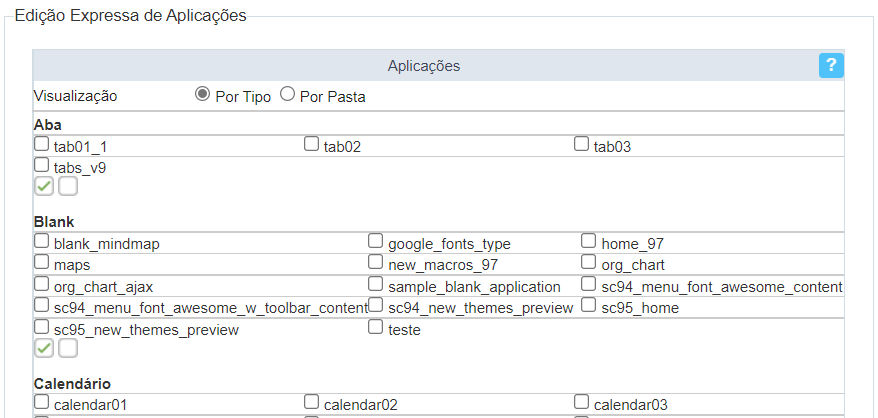 Edição Expressa de Aplicações
Aplicações ?
Visualização Por Tipo Por Pasta
Aba
tab01_1 tab02 tab03
tabs_v9
Blank
blank_mindmap google_fonts_type home_97
maps new_macros_97 org_chart
org_chart_ajax sample_blank_application sc94_menu_font_awesome_content
sc94_menu_font_awesome_w_toolbar_content sc94_new_themes_preview sc95_home
sc95_new_themes_preview teste
Calendário
calendar01 calendar02 calendar03